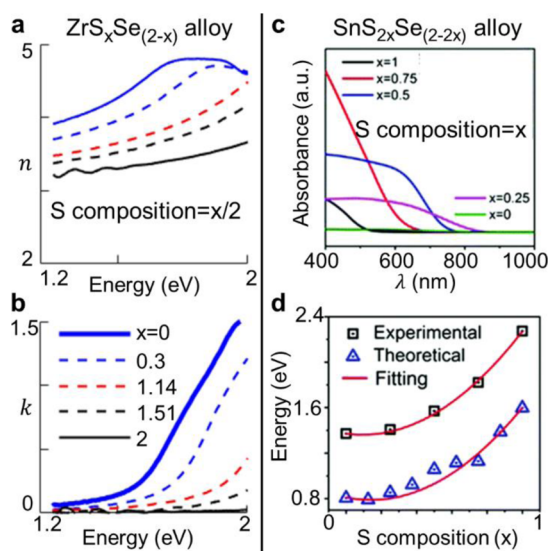 ZrSxSe(2-x) alloy
SnS2xSe(2-2x) alloy
a
5
n
S composition=x/2
2
1.2
Energy (eV)
2
c
Absorbance (a.u.)
x=1
x=0.75
x=0.5
S composition=x
x=0.25
x=0
400
600
800
1000
λ (nm)
b
1.5
k
x=0
0.3
1.14
1.51
2
0
1.2
Energy (eV)
2
d
2.4
1.6
0.8
Energy (eV)
Experimental
Theoretical
Fitting
0
1
S composition (x)